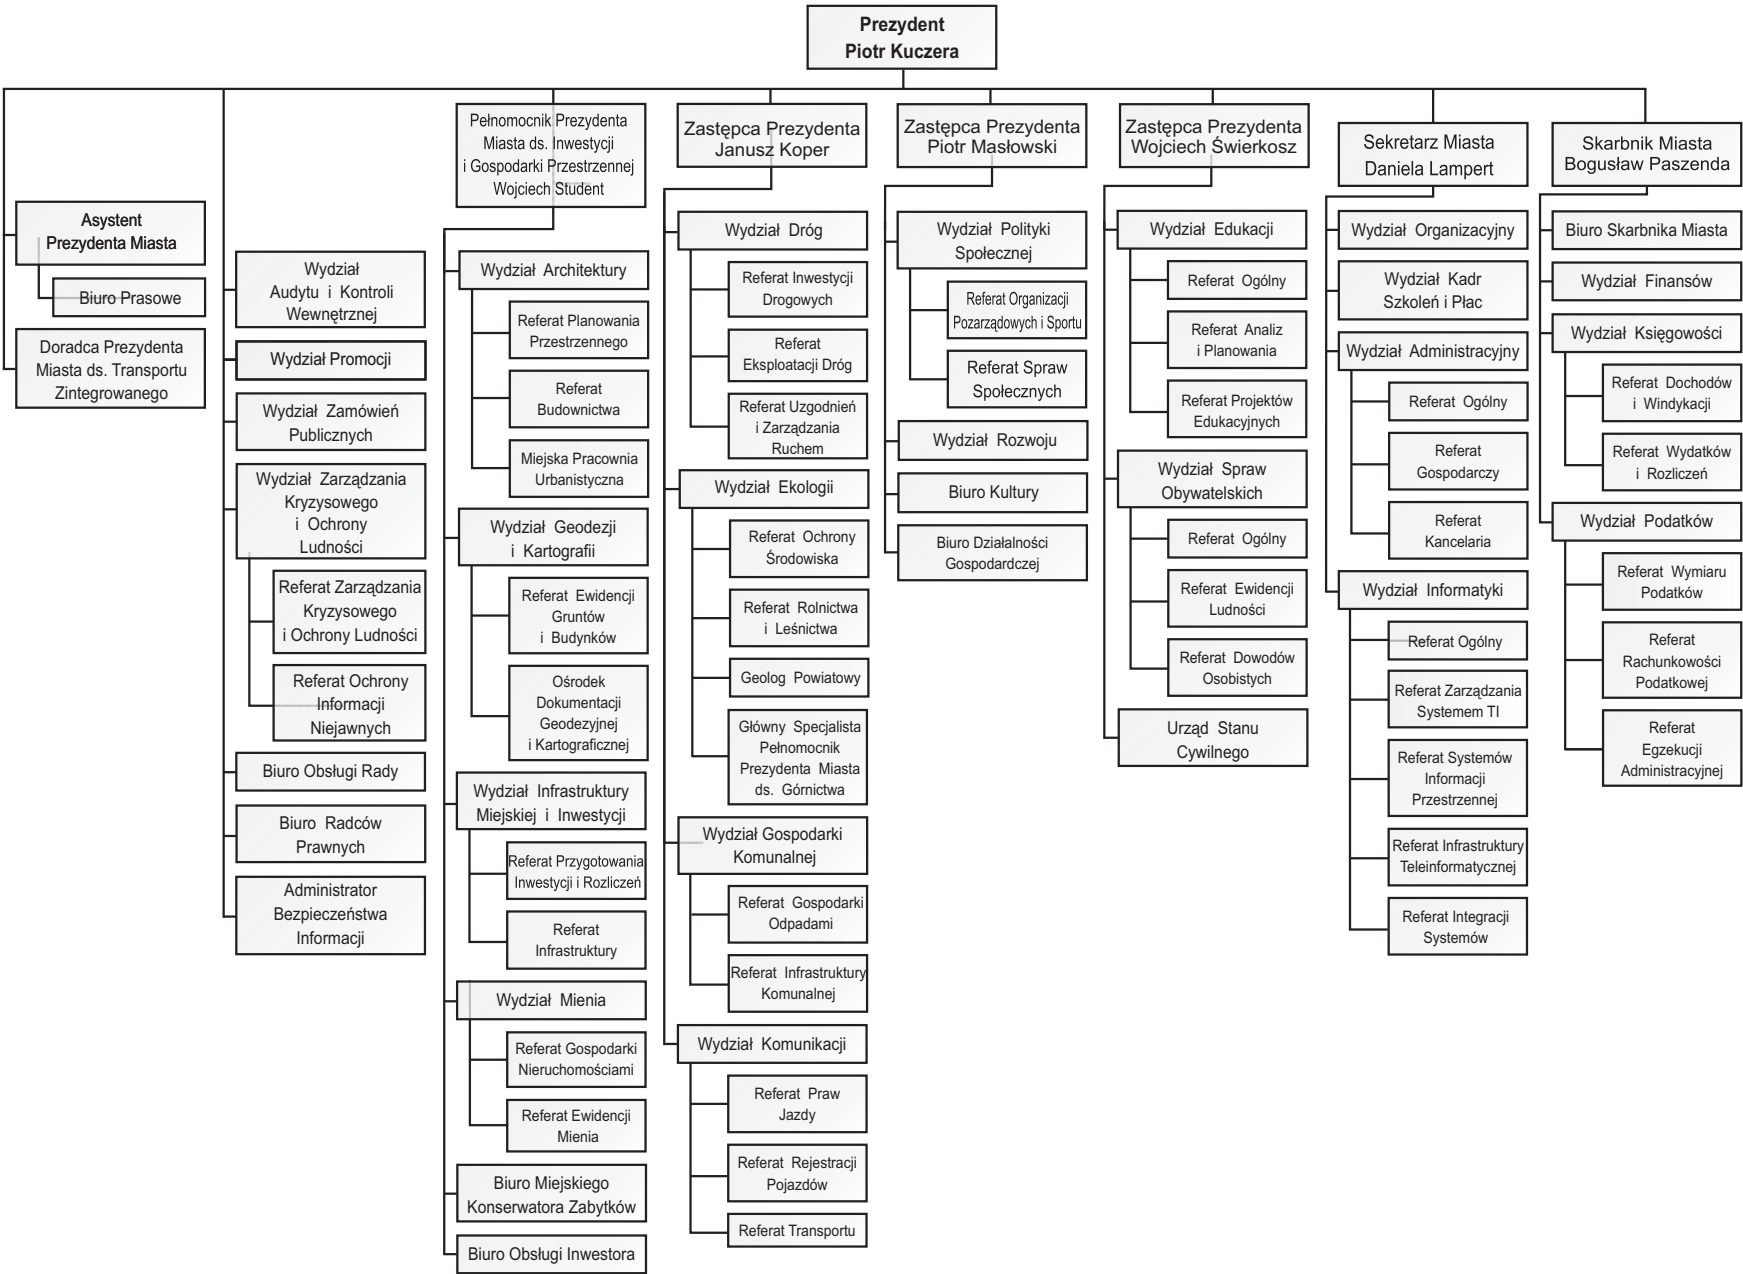 Prezydent
Piotr Kuczera
Asystent
Prezydenta Miasta
Biuro Prasowe
Doradca Prezydenta
Miasta ds. Transportu
Zintegrowanego
Wydział
Audytu i Kontroli
Wewnętrznej
Wydział Promocji
Wydział Zamówień
Publicznych
Wydział Zarządzania
Kryzysowego
i Ochrony
Ludności
Referat Zarządzania
Kryzysowego
i Ochrony Ludności
Referat Ochrony
Informacji
Niejawnych
Biuro Obsługi Rady
Biuro Radców
Prawnych
Administrator
Bezpieczeństwa
Informacji
Pełnomocnik Prezydenta
Miasta ds. Inwestycji
i Gospodarki Przestrzennej
Wojciech Student
Wydział Architektury
Referat Planowania
Przestrzennego
Referat
Budownictwa
Miejska Pracownia
Urbanistyczna
Wydział Geodezji
i Kartografii
Referat Ewidencji
Gruntów
i Budynków
Ośrodek
Dokumentacji
Geodezyjnej
i Kartograficznej
Wydział Infrastruktury
Miejskiej i Inwestycji
Referat Przygotowania
Inwestycji i Rozliczeń
Referat
Infrastruktury
Wydział Mienia
Referat Gospodarki
Nieruchomościami
Referat Ewidencji
Mienia
Biuro Miejskiego
Konserwatora Zabytków
Biuro Obsługi Inwestora
Zastępca Prezydenta
Janusz Koper
Wydział Dróg
Referat Inwestycji
Drogowych
Referat
Eksploatacji Dróg
Referat Uzgodnień
i Zarządzania
Ruchem
Wydział Ekologii
Referat Ochrony
Środowiska
Referat Rolnictwa
i Leśnictwa
Geolog Powiatowy
Główny Specjalista
Pełnomocnik
Prezydenta Miasta
ds. Górnictwa
Wydział Gospodarki
Komunalnej
Referat Gospodarki
Odpadami
Referat Infrastruktury
Komunalnej
Wydział Komunikacji
Referat Praw
Jazdy
Referat Rejestracji
Pojazdów
Referat Transportu
Zastępca Prezydenta
Piotr Masłowski
Wydział Polityki
Społecznej
Referat Organizacji
Pozarządowych i Sportu
Referat Spraw
Społecznych
Wydział Rozwoju
Biuro Kultury
Biuro Działalności
Gospodardczej
Zastępca Prezydenta
Wojciech Świerkosz
Wydział Edukacji
Referat Ogólny
Referat Analiz
i Planowania
Referat Projektów
Edukacyjnych
Wydział Spraw
Obywatelskich
Referat Ogólny
Referat Ewidencji
Ludności
Referat Dowodów
Osobistych
Urząd Stanu
Cywilnego
Sekretarz Miasta
Daniela Lampert
Wydział Organizacyjny
Wydział Kadr
Szkoleń i Płac
Wydział Administracyjny
Referat Ogólny
Referat
Gospodarczy
Referat
Kancelaria
Wydział Informatyki
Referat Ogólny
Referat Zarządzania
Systemem TI
Referat Systemów
Informacji
Przestrzennej
Referat Infrastruktury
Teleinformatycznej
Referat Integracji
Systemów
Skarbnik Miasta
Bogusław Paszenda
Biuro Skarbnika Miasta
Wydział Finansów
Wydział Księgowości
Referat Dochodów
i Windykacji
Referat Wydatków
i Rozliczeń
Wydział Podatków
Referat Wymiaru
Podatków
Referat
Rachunkowości
Podatkowej
Referat
Egzekucji
Administracyjnej